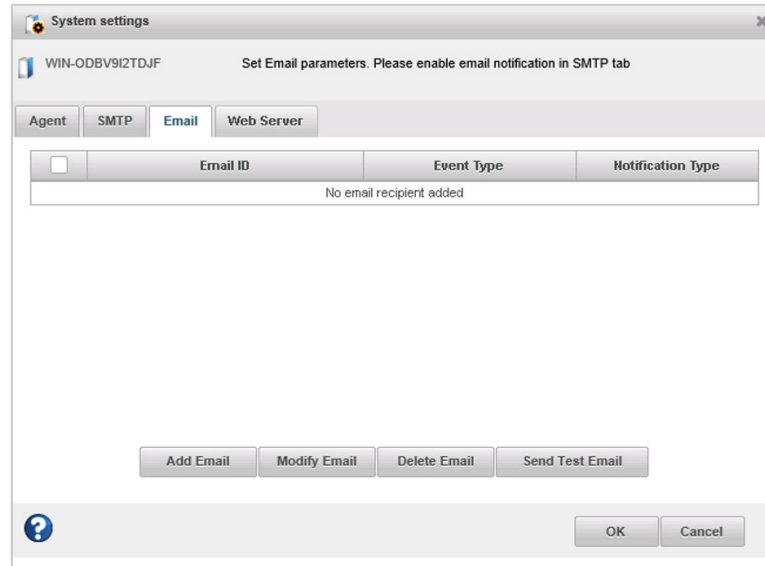 System settings
WIN-ODBV9I2TDJF Set Email parameters. Please enable email notification in SMTP tab
Agent SMTP Email Web Server
Email ID Event Type Notification Type
No email recipient added
Add Email Modify Email Delete Email Send Test Email
? OK Cancel